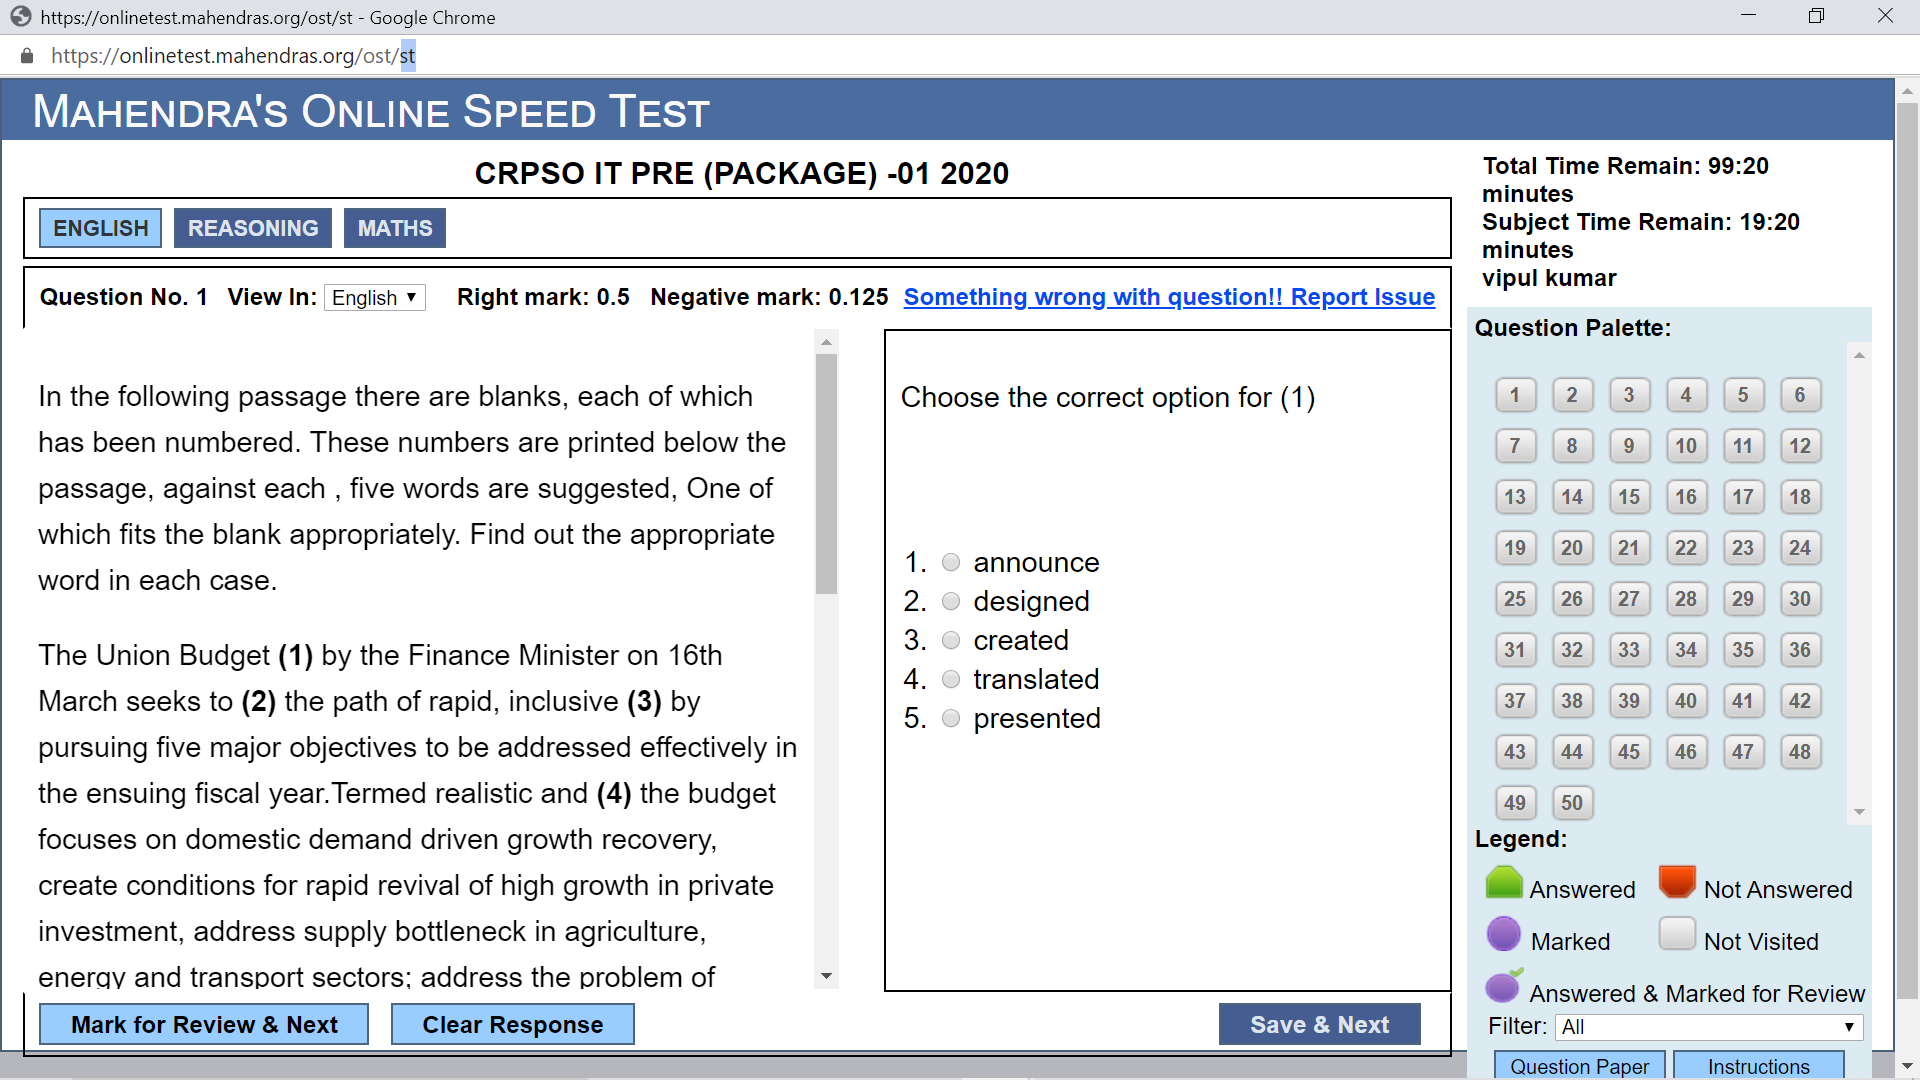 https://onlinetest.mahendras.org/ost/st - Google Chrome
https://onlinetest.mahendras.org/ost/st
MAHENDRA'S ONLINE SPEED TEST
CRPSO IT PRE (PACKAGE) -01 2020
ENGLISH REASONING MATHS
Total Time Remain: 99:20
minutes
Subject Time Remain: 19:20
minutes
vipul kumar
Question No. 1 View In: English Right mark: 0.5 Negative mark: 0.125 Something wrong with question!! Report Issue
In the following passage there are blanks, each of which
has been numbered. These numbers are printed below the
passage, against each , five words are suggested, One of
which fits the blank appropriately. Find out the appropriate
word in each case.
The Union Budget (1) by the Finance Minister on 16th
March seeks to (2) the path of rapid, inclusive (3) by
pursuing five major objectives to be addressed effectively in
the ensuing fiscal year.Termed realistic and (4) the budget
focuses on domestic demand driven growth recovery,
create conditions for rapid revival of high growth in private
investment, address supply bottleneck in agriculture,
energy and transport sectors; address the problem of
Choose the correct option for (1)
1. announce
2. designed
3. created
4. translated
5. presented
Mark for Review & Next Clear Response Save & Next
Question Palette:
1 2 3 4 5 6
7 8 9 10 11 12
13 14 15 16 17 18
19 20 21 22 23 24
25 26 27 28 29 30
31 32 33 34 35 36
37 38 39 40 41 42
43 44 45 46 47 48
49 50
Legend:
Answered Not Answered
Marked Not Visited
Answered & Marked for Review
Filter: All
Question Paper Instructions